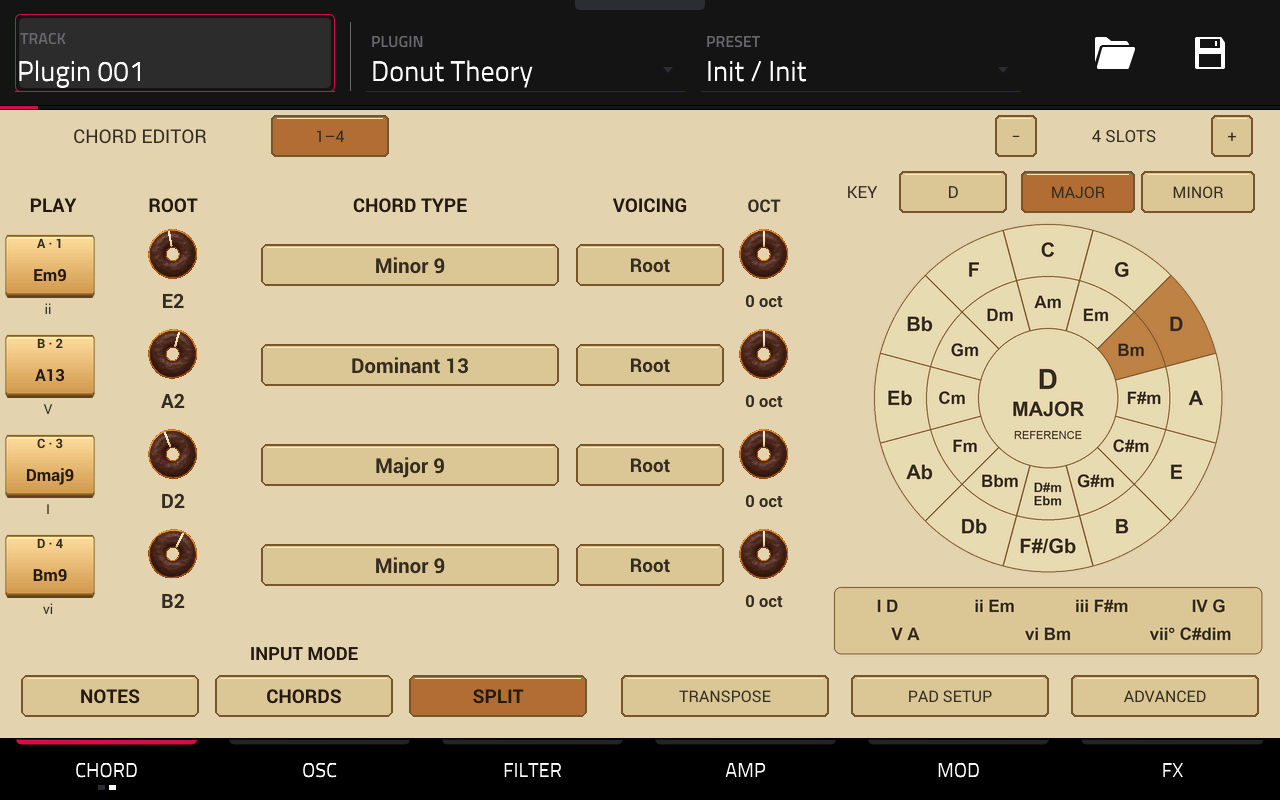 TRACK
Plugin 001
PLUGIN
Donut Theory
PRESET
Init / Init
CHORD EDITOR
1–4
−
4 SLOTS
+
KEY
D
MAJOR
MINOR
PLAY
ROOT
CHORD TYPE
VOICING
OCT
A · 1
Em9
ii
E2
Minor 9
Root
0 oct
B · 2
A13
V
A2
Dominant 13
Root
0 oct
C · 3
Dmaj9
I
D2
Major 9
Root
0 oct
D · 4
Bm9
vi
B2
Minor 9
Root
0 oct
C
G
D
A
E
B
F#/Gb
Db
Ab
Eb
Bb
F
Am
Em
Bm
F#m
C#m
G#m
D#m
Ebm
Bbm
Fm
Cm
Gm
Dm
D
MAJOR
REFERENCE
I D ii Em iii F#m IV G
V A vi Bm vii° C#dim
INPUT MODE
NOTES
CHORDS
SPLIT
TRANSPOSE
PAD SETUP
ADVANCED
CHORD
OSC
FILTER
AMP
MOD
FX